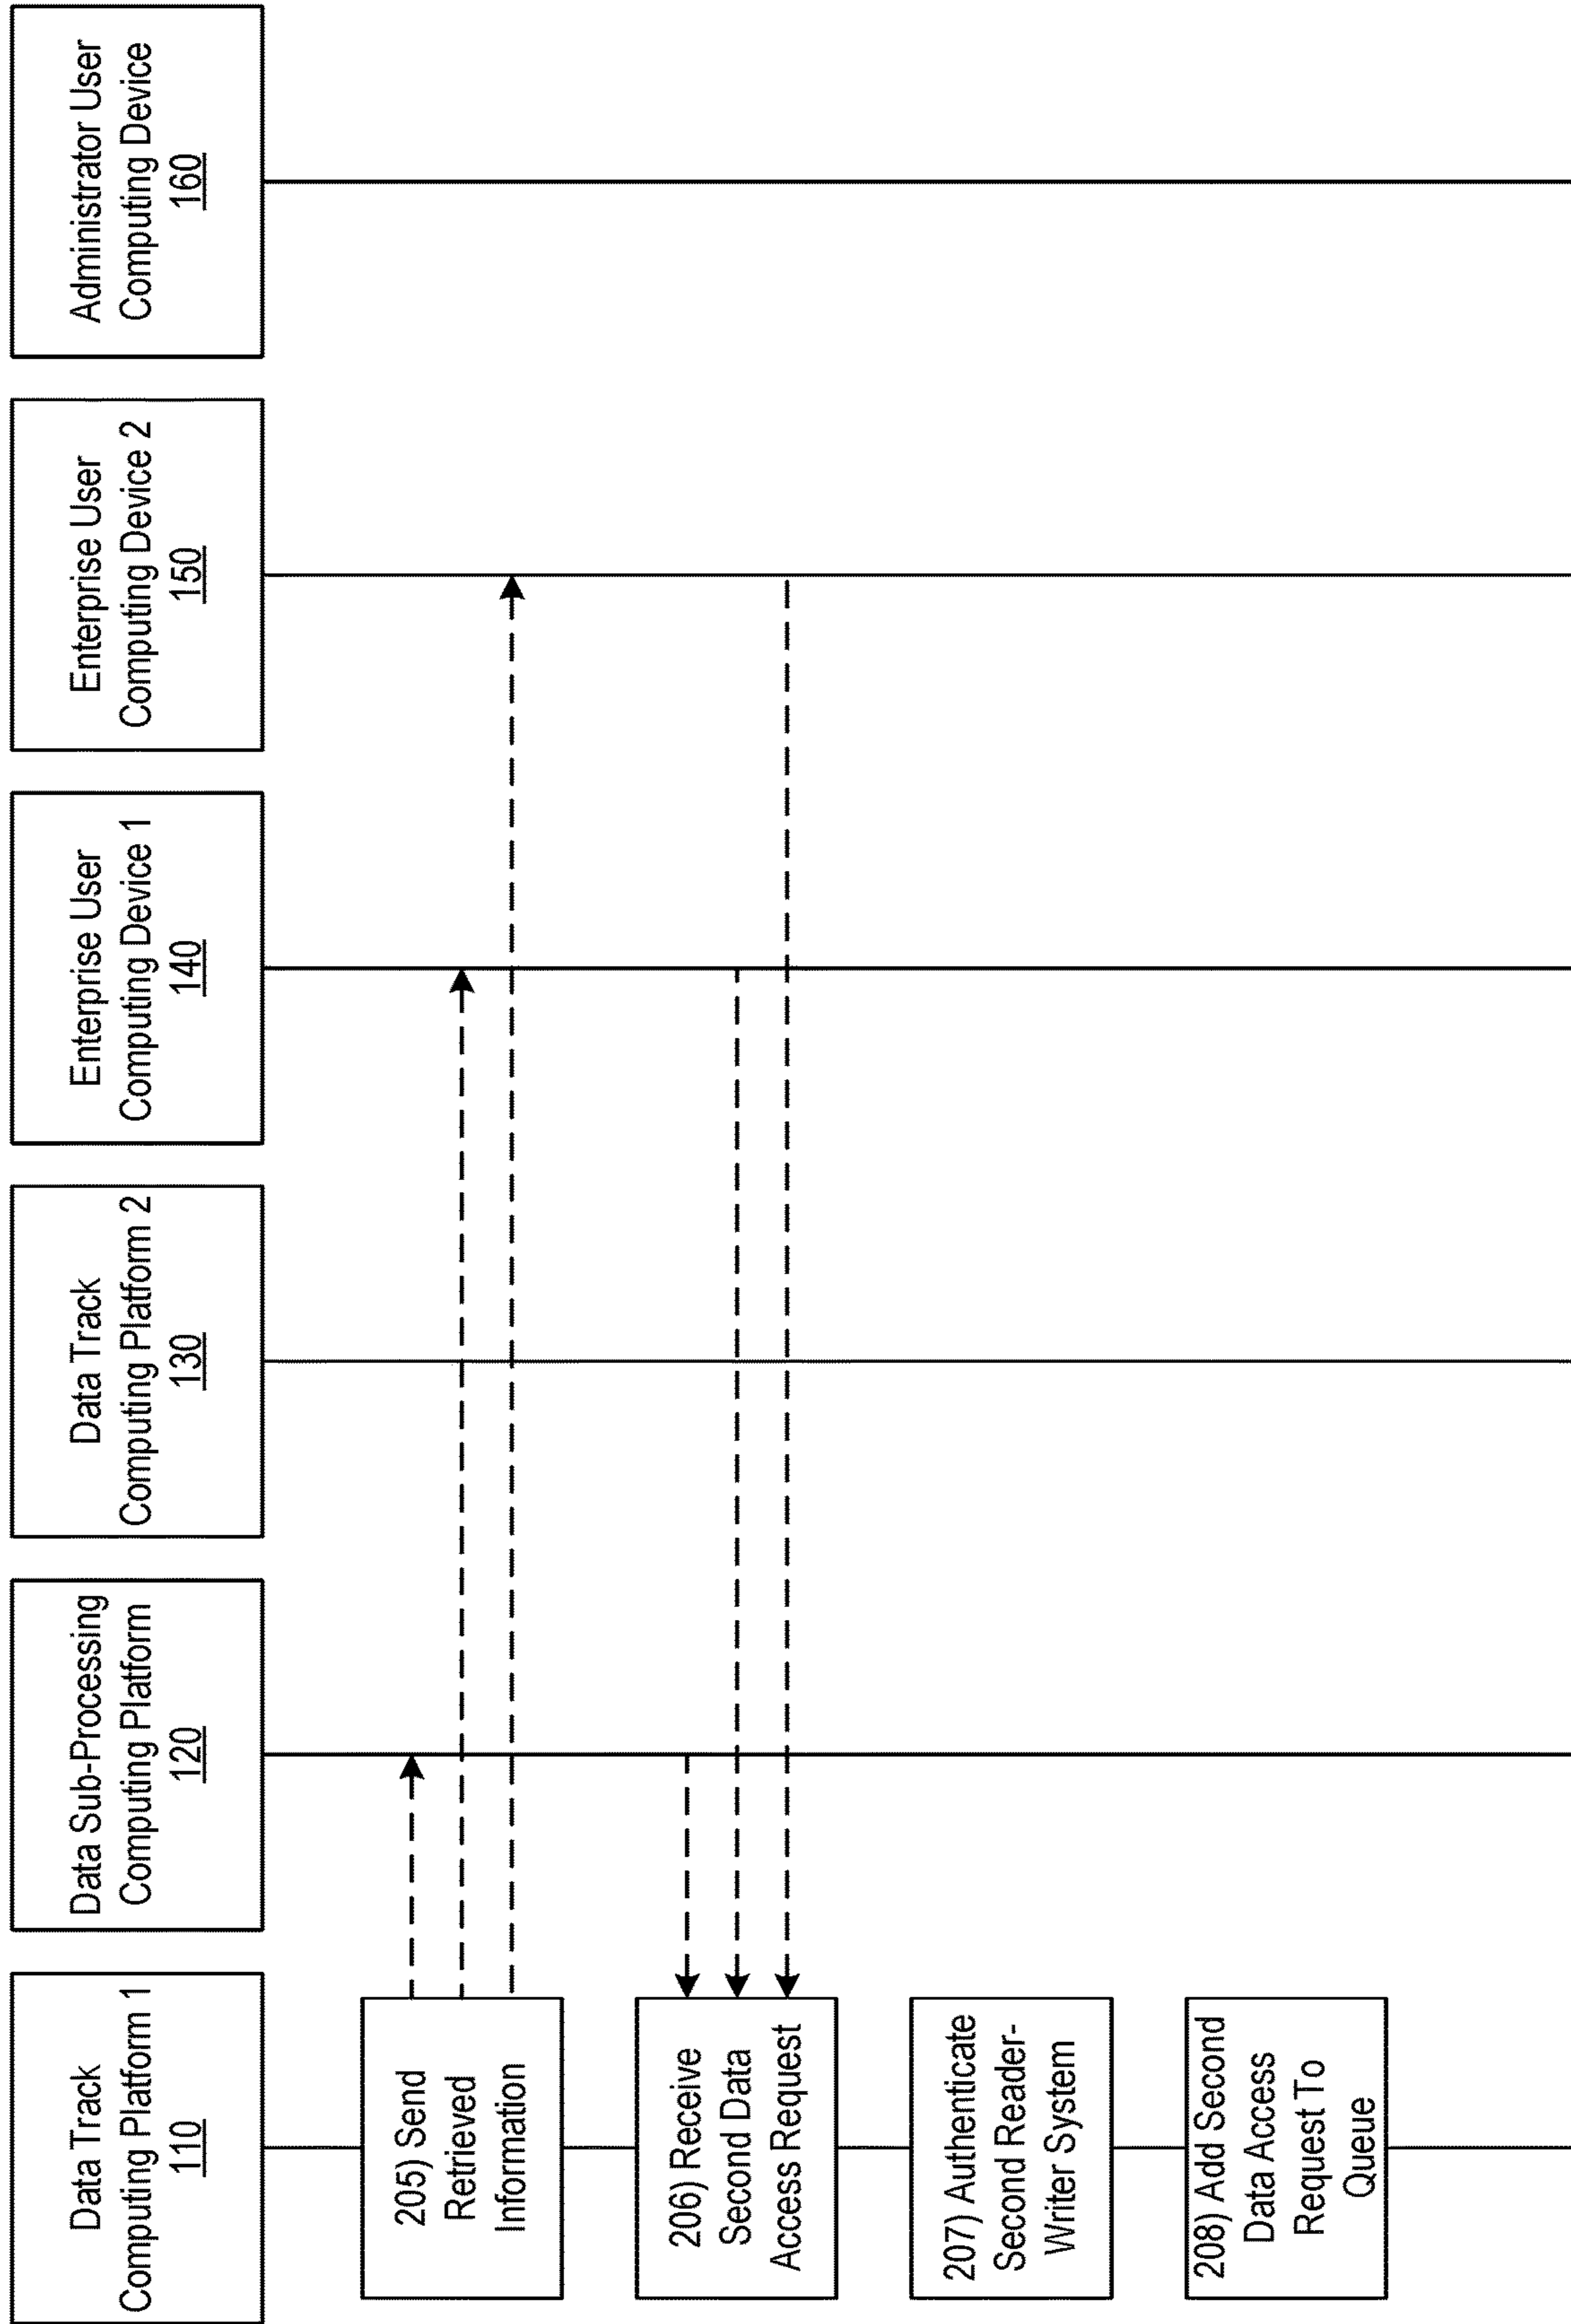 Data Track
Computing Platform 1
110
Data Sub-Processing
Computing Platform
120
Data Track
Computing Platform 2
130
Enterprise User
Computing Device 1
140
Enterprise User
Computing Device 2
150
Administrator User
Computing Device
160
205) Send
Retrieved
Information
206) Receive
Second Data
Access Request
207) Authenticate
Second Reader-
Writer System
208) Add Second
Data Access
Request To
Queue